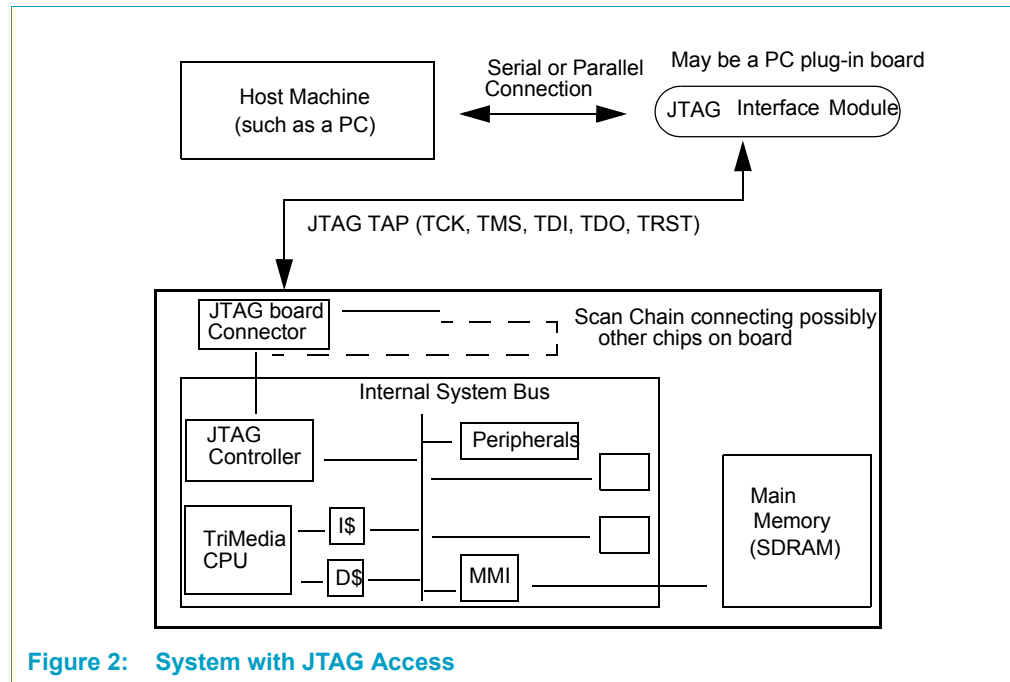 Host Machine
(such as a PC)
Serial or Parallel
Connection
May be a PC plug-in board
JTAG Interface Module
JTAG TAP (TCK, TMS, TDI, TDO, TRST)
JTAG board
Connector
Scan Chain connecting possibly
other chips on board
Internal System Bus
JTAG
Controller
Peripherals
TriMedia
CPU
I$
D$
MMI
Main
Memory
(SDRAM)
Figure 2: System with JTAG Access